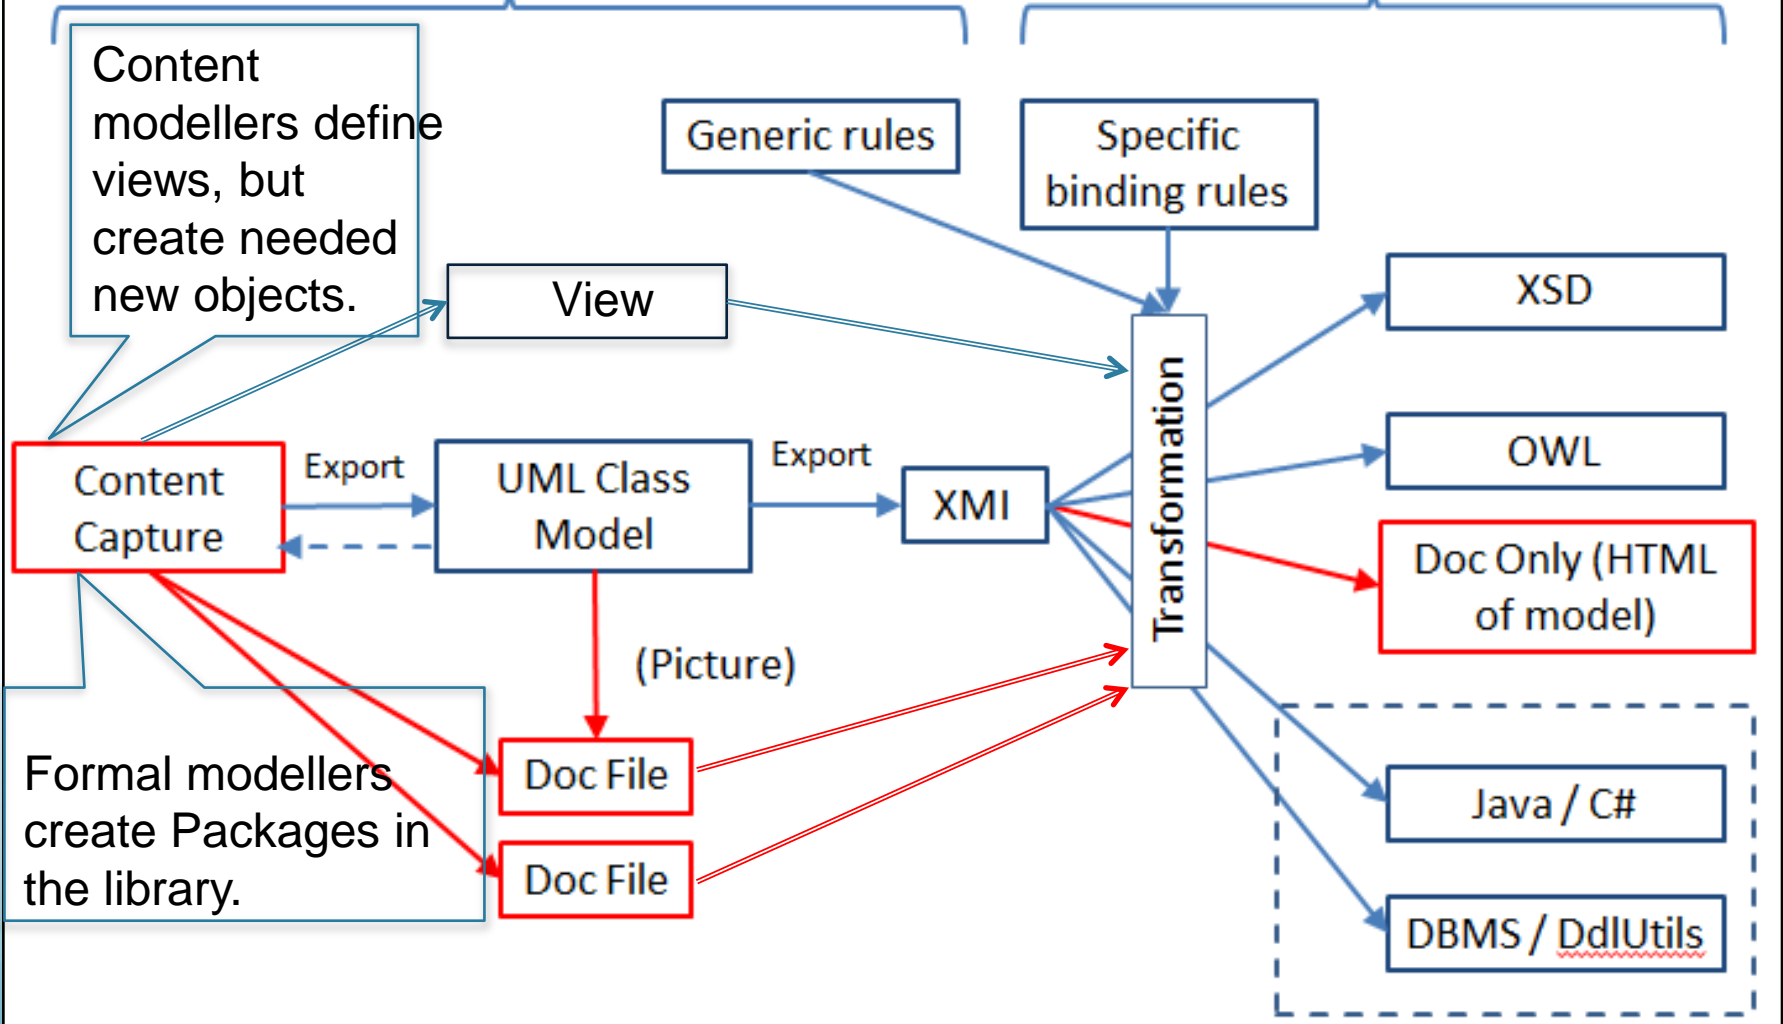 Content
modellers define
views, but
create needed
new objects.
Generic rules
Specific
binding rules
View
XSD
Content
Capture
Export
UML Class
Model
Export
XMI
Transformation
OWL
Doc Only (HTML
of model)
(Picture)
Formal modellers
create Packages in
the library.
Doc File
Doc File
Java / C#
DBMS / DdlUtils